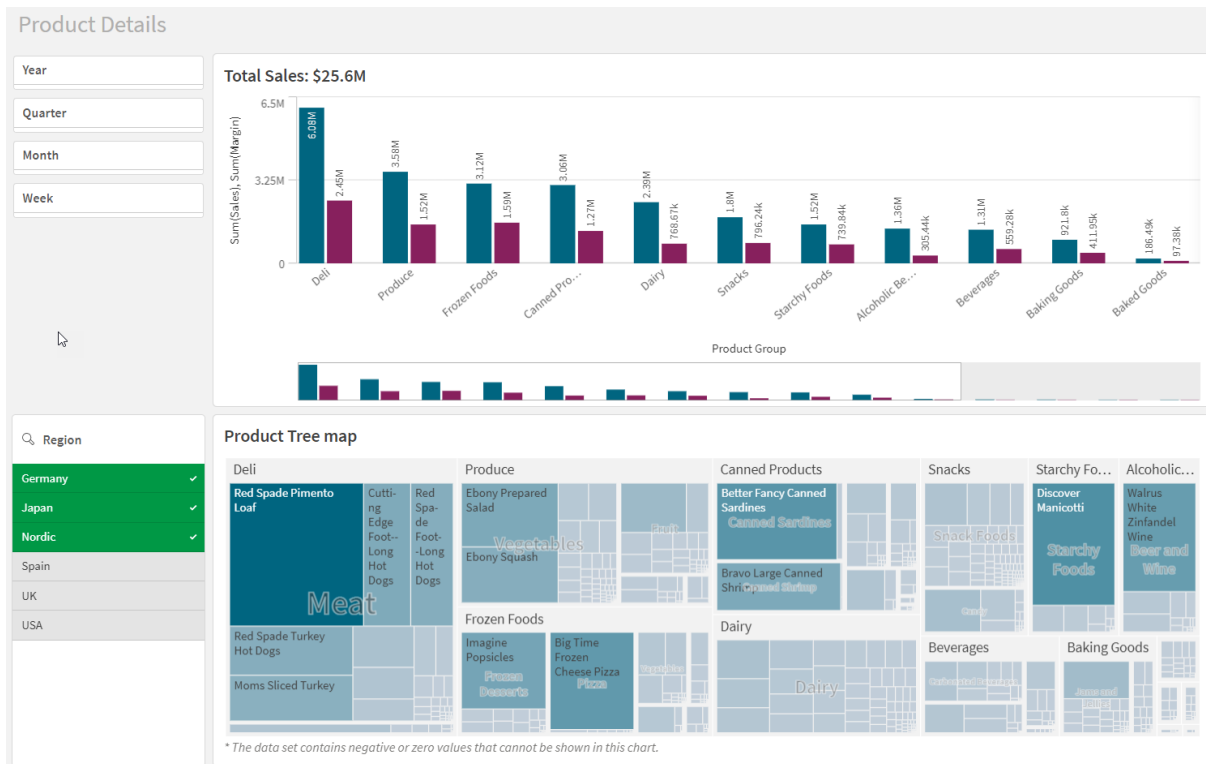 Product Details
Year
Quarter
Month
Week
Total Sales: $25.6M
Sum(Sales), Sum(Margin)
6.5M
3.25M
0
6.08M
2.45M
3.58M
1.52M
3.12M
1.59M
3.06M
1.27M
2.39M
768.67k
1.8M
796.24k
1.52M
739.84k
1.36M
305.44k
1.31M
559.28k
921.8k
411.95k
186.49k
97.38k
Deli
Produce
Frozen Foods
Canned Pro...
Dairy
Snacks
Starchy Foods
Alcoholic Be...
Beverages
Baking Goods
Baked Goods
Product Group
Region
Germany
Japan
Nordic
Spain
UK
USA
Product Tree map
Deli
Red Spade Pimento
Loaf
Cutti-
ng
Edge
Foot--
Long
Hot
Dogs
Red
Spa-
de
Foot-
-Long
Hot
Dogs
Meat
Red Spade Turkey
Hot Dogs
Moms Sliced Turkey
Produce
Ebony Prepared
Salad
Vegetables
Ebony Squash
Fruit
Frozen Foods
Imagine
Popsicles
Frozen
Desserts
Big Time
Frozen
Cheese Pizza
Pizza
Vegetables
Canned Products
Better Fancy Canned
Sardines
Canned Sardines
Bravo Large Canned
Shrimp
Canned Shrimp
Dairy
Dairy
Snacks
Snack Foods
Candy
Starchy Fo...
Discover
Manicotti
Starchy
Foods
Alcoholic...
Walrus
White
Zinfandel
Wine
Beer and
Wine
Beverages
Carbonated Beverages
Baking Goods
Jams and
* The data set contains negative or zero values that cannot be shown in this chart.